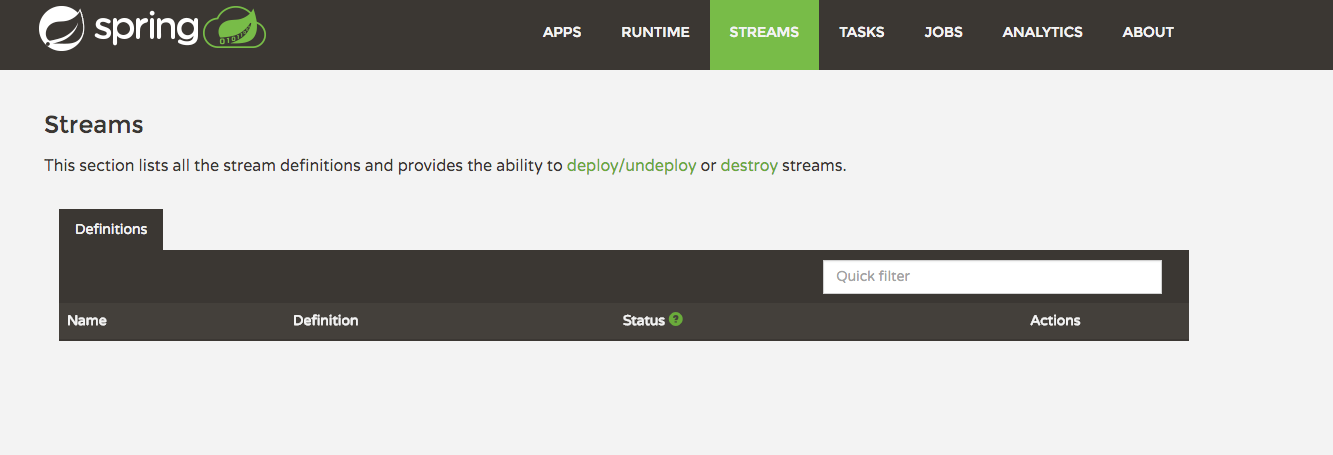 spring
APPS RUNTIME STREAMS TASKS JOBS ANALYTICS ABOUT
Streams
This section lists all the stream definitions and provides the ability to deploy/undeploy or destroy streams.
Definitions
Quick filter
Name Definition Status ? Actions